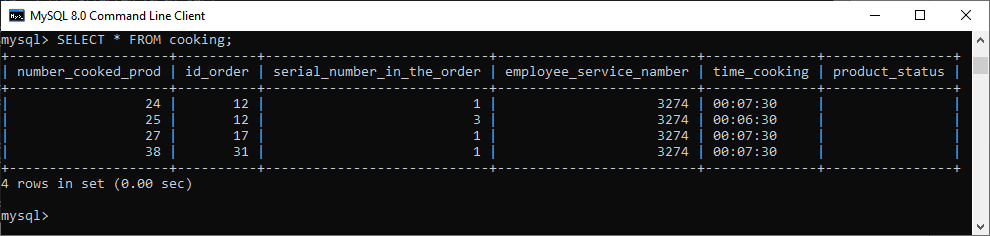 MySQL 8.0 Command Line Client
mysql> SELECT * FROM cooking;
+--------------------+----------+----------------------------+-------------------------+--------------+----------------+
| number_cooked_prod | id_order | serial_number_in_the_order | employee_service_namber | time_cooking | product_status |
+--------------------+----------+----------------------------+-------------------------+--------------+----------------+
|                 24 |       12 |                          1 |                    3274 | 00:07:30     |                |
|                 25 |       12 |                          3 |                    3274 | 00:06:30     |                |
|                 27 |       17 |                          1 |                    3274 | 00:07:30     |                |
|                 38 |       31 |                          1 |                    3274 | 00:07:30     |                |
+--------------------+----------+----------------------------+-------------------------+--------------+----------------+
4 rows in set (0.00 sec)
mysql>